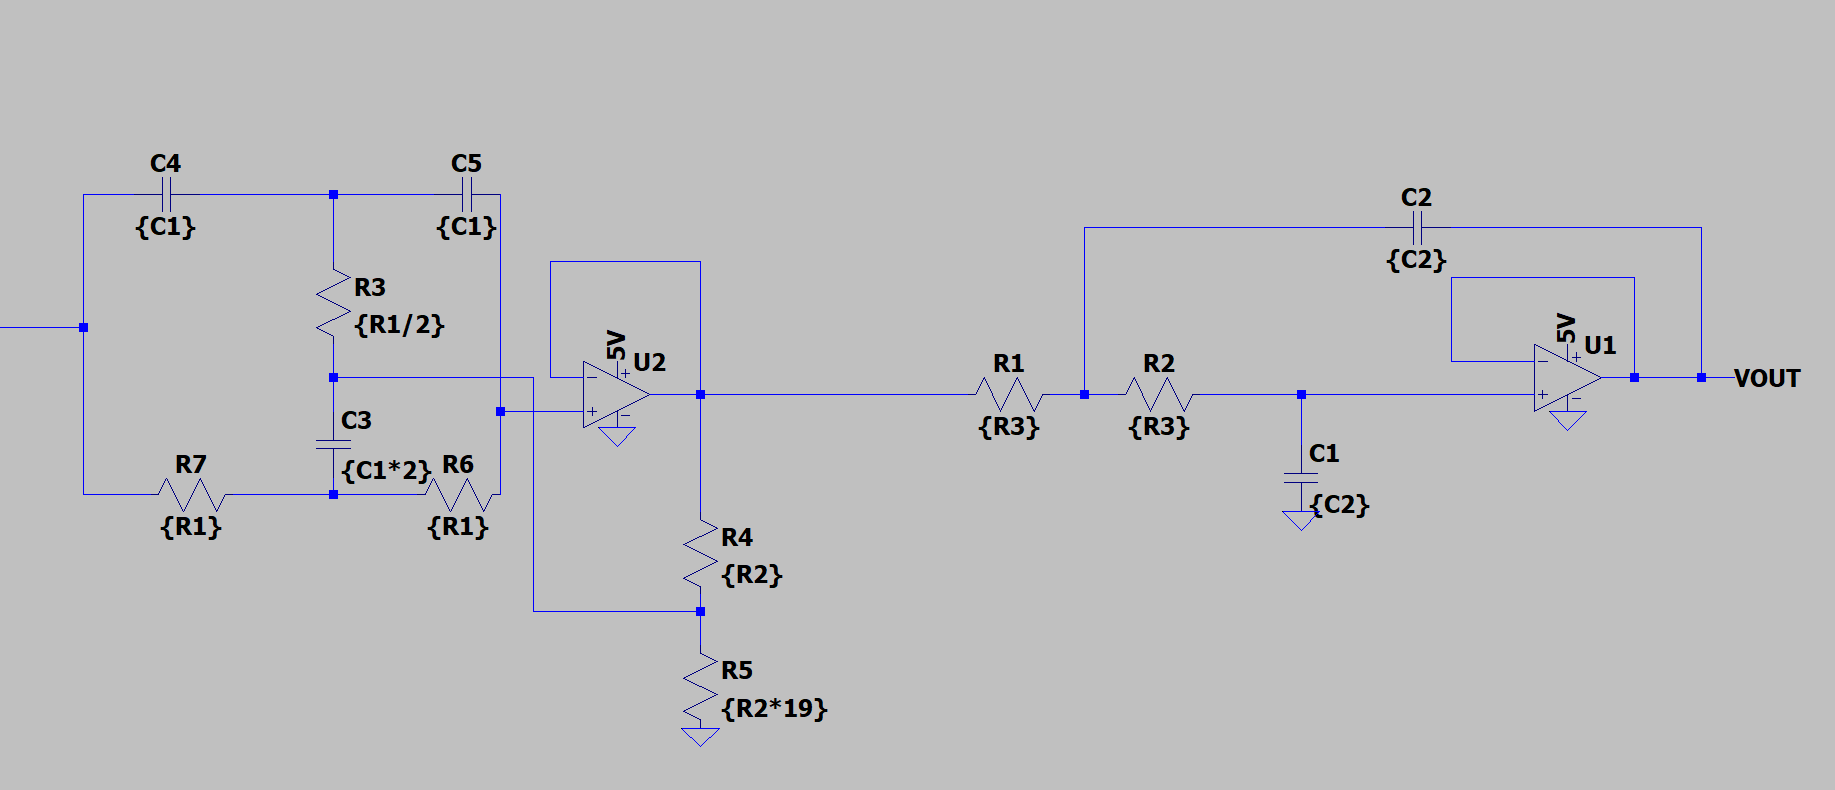 C4
{C1}
C5
{C1}
R3
{R1/2}
C3
{C1*2}
R7
{R1}
R6
{R1}
5V
U2
R4
{R2}
R5
{R2*19}
R1
{R3}
R2
{R3}
C2
{C2}
C1
{C2}
5V
U1
VOUT